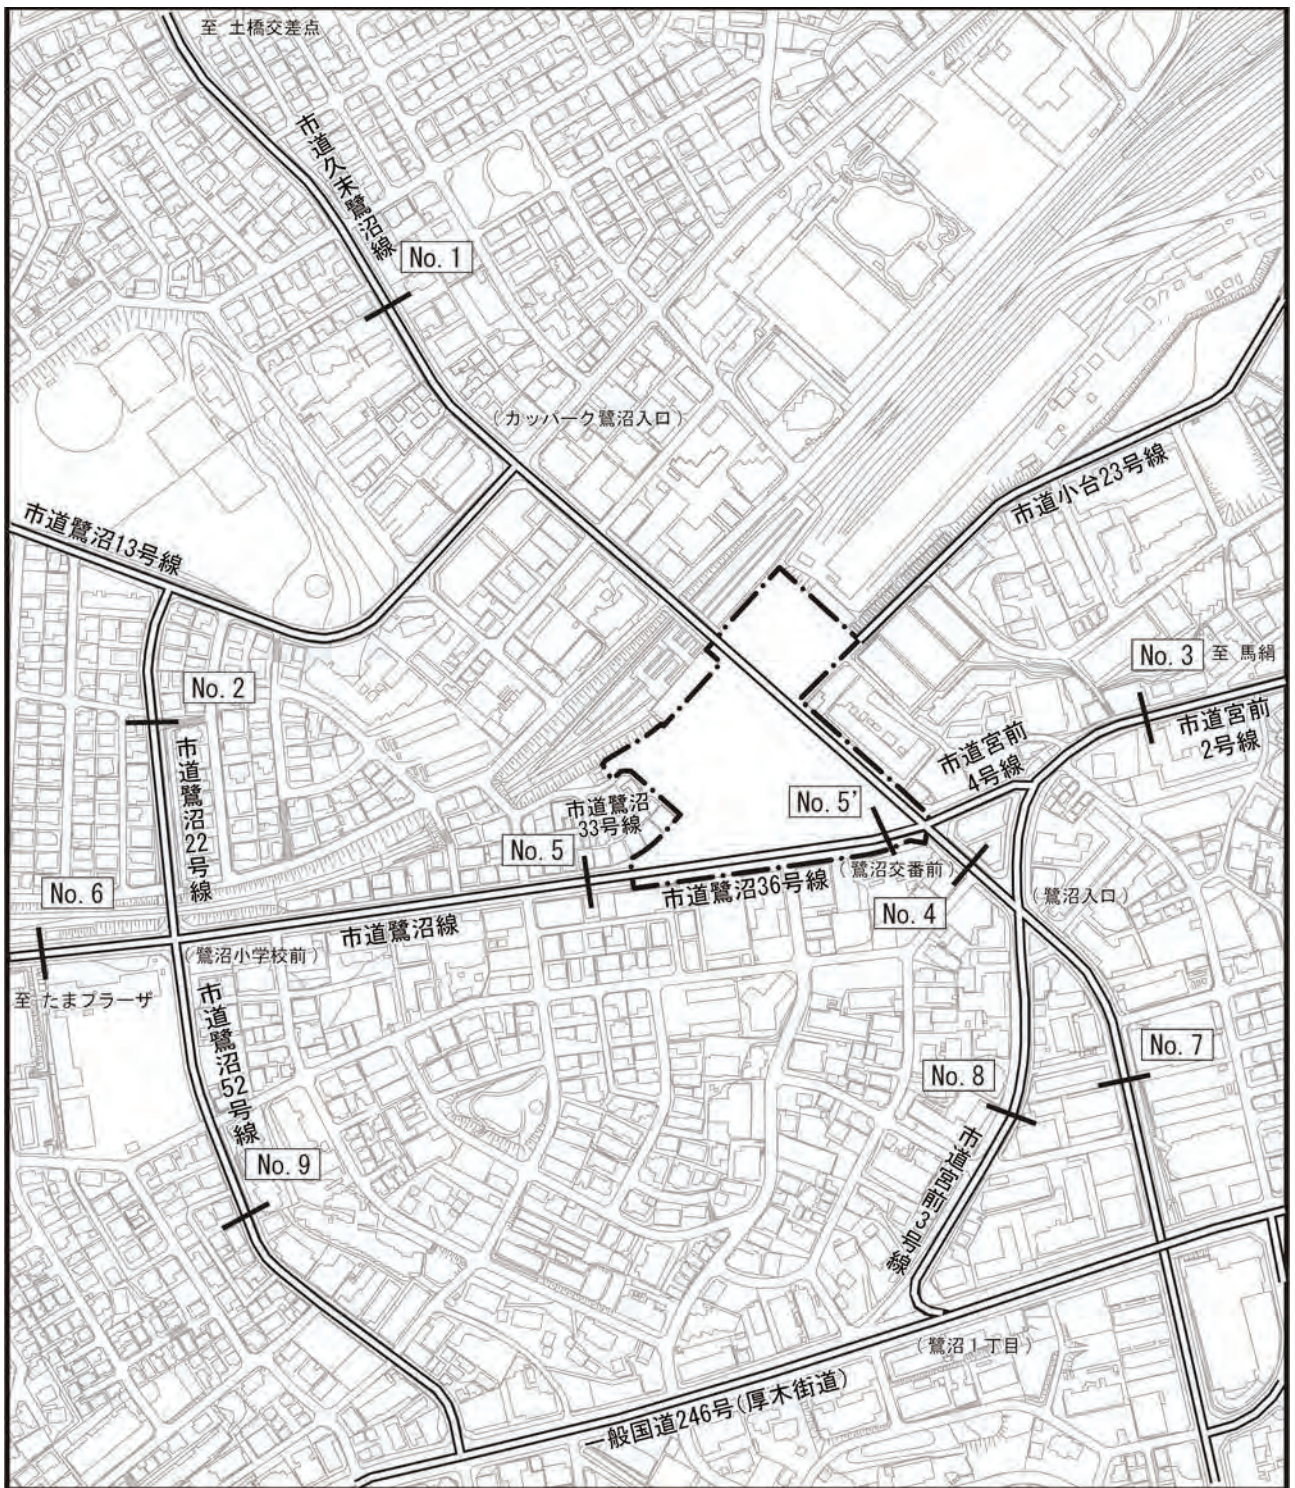 至 土橋交差点
市道久末鷺沼線
No. 1
(カッパーク鷺沼入口)
市道小台23号線
市道鷺沼13号線
No. 3
至 馬絹
No. 2
市道宮前
2号線
市道宮前
4号線
市道鷺沼22号線
市道鷺沼
33号線
No. 5'
No. 5
(鷺沼交番前)
市道鷺沼36号線
No. 6
No. 4
(鷺沼入口)
市道鷺沼線
(鷺沼小学校前)
至 たまプラーザ
市道鷺沼52号線
No. 7
No. 8
市道宮前3号線
No. 9
(鷺沼1丁目)
一般国道246号(厚木街道)